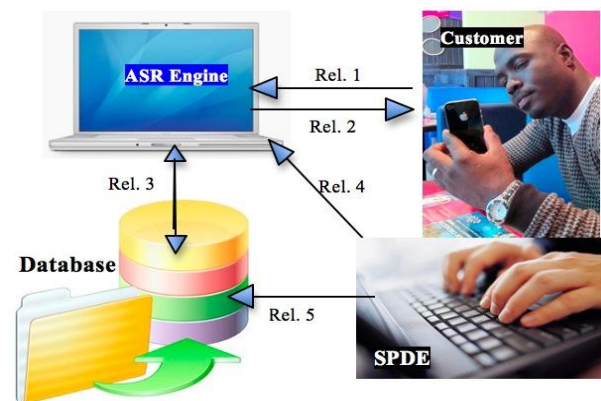 Customer
ASR Engine
Rel. 1
Rel. 2
Rel. 3
Rel. 4
Database
Rel. 5
SPDE